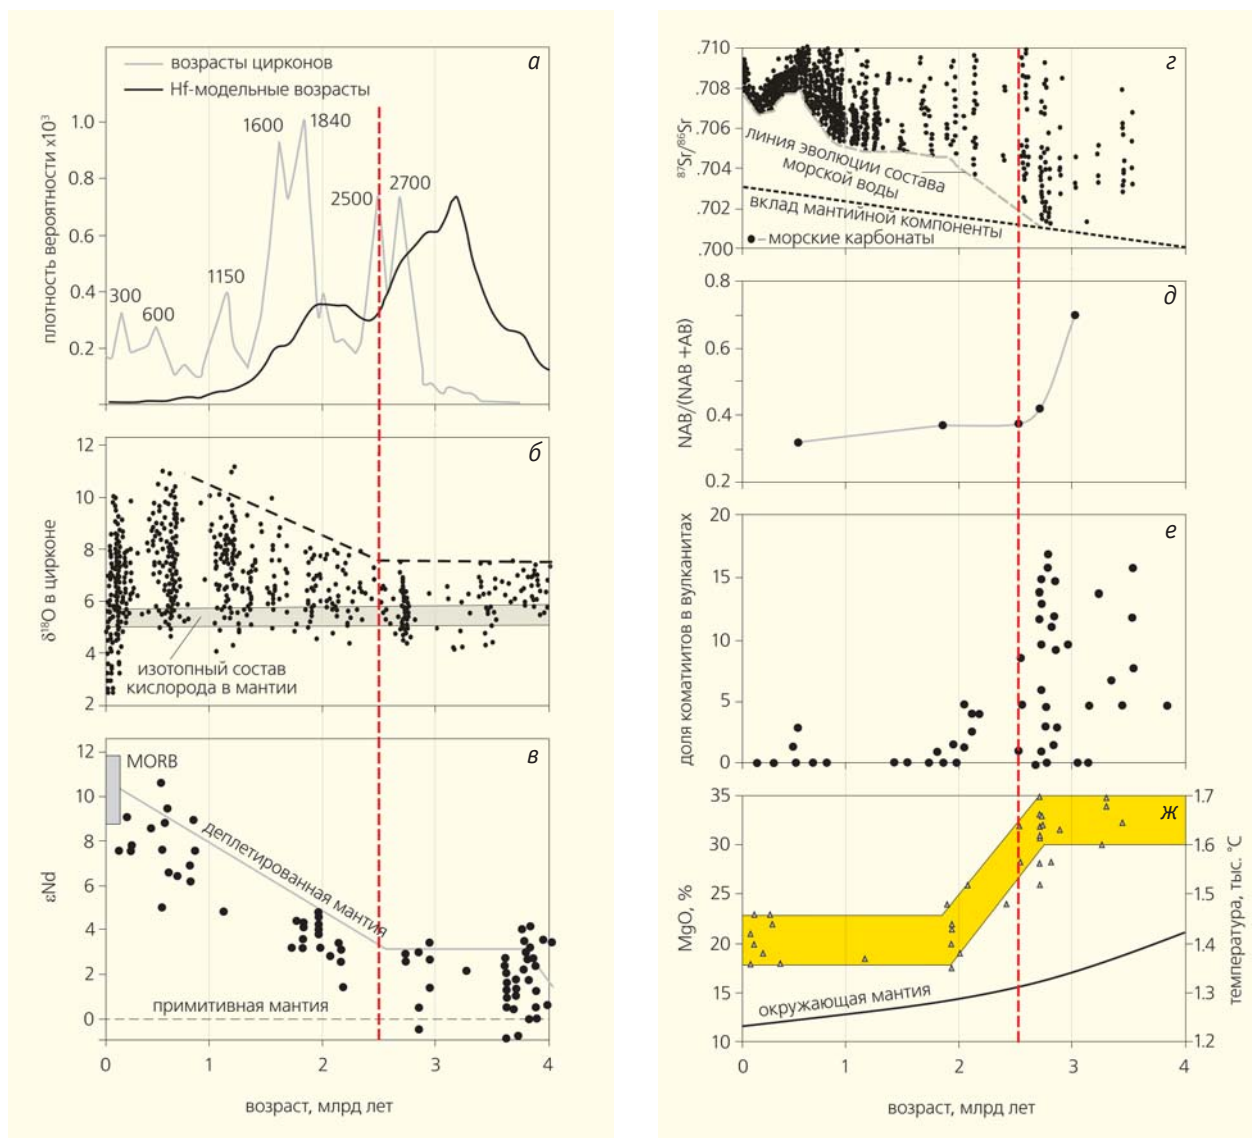 а
возрасты цирконов
Hf-модельные возрасты
плотность вероятности x10³
1.0
0.8
0.6
0.4
0.2
300
600
1150
1600
1840
2500
2700
б
δ¹⁸O в цирконе
12
10
8
6
4
2
изотопный состав
кислорода в мантии
в
εNd
12
10
8
6
4
2
0
MORB
деплетированная мантия
примитивная мантия
0 1 2 3 4
возраст, млрд лет
г
⁸⁷Sr/⁸⁶Sr
.710
.708
.706
.704
.702
.700
линия эволюции состава
морской воды
вклад мантийной компоненты
– морские карбонаты
д
NAB/(NAB +AB)
0.8
0.6
0.4
0.2
е
доля коматиитов в вулканитах
20
15
10
5
0
ж
MgO, %
35
30
25
20
15
10
1.7
1.6
1.5
1.4
1.3
1.2
температура, тыс. °C
окружающая мантия
0 1 2 3 4
возраст, млрд лет